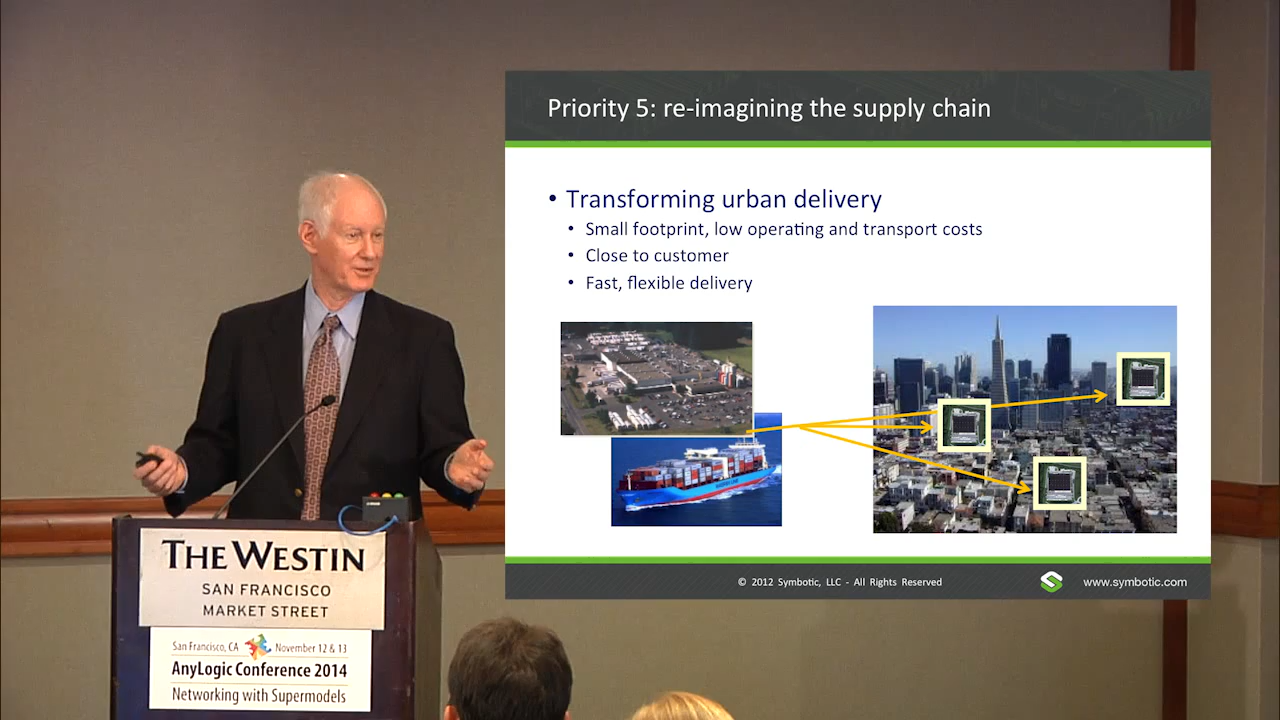 Priority 5: re-imagining the supply chain
• Transforming urban delivery
• Small footprint, low operating and transport costs
• Close to customer
• Fast, flexible delivery
© 2012 Symbotic, LLC - All Rights Reserved
www.symbotic.com
THE WESTIN
SAN FRANCISCO
MARKET STREET
San Francisco, CA November 12 & 13
AnyLogic Conference 2014
Networking with Supermodels